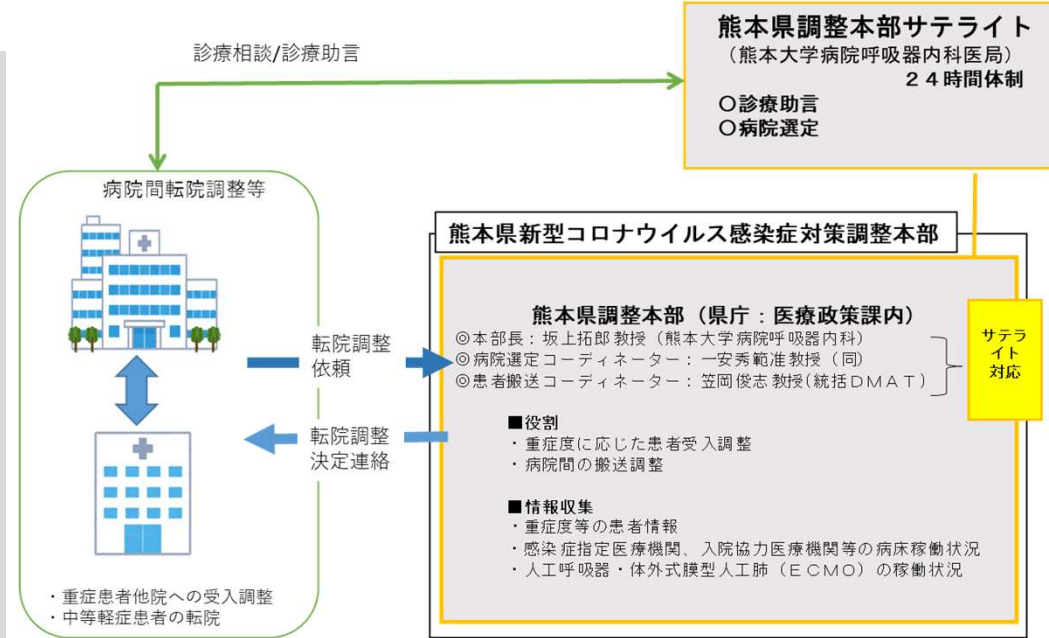 熊本県調整本部サテライト
（熊本大学病院呼吸器内科医局）
２４時間体制
〇診療助言
〇病院選定
診療相談/診療助言
病院間転院調整等
転院調整
依頼
転院調整
決定連絡
・重症患者他院への受入調整
・中等軽症患者の転院
熊本県新型コロナウイルス感染症対策調整本部
熊本県調整本部（県庁：医療政策課内）
◎本部長：坂上拓郎教授（熊本大学病院呼吸器内科）
◎病院選定コーディネーター：一安秀範准教授（同）
◎患者搬送コーディネーター：笠岡俊志教授(統括ＤＭＡＴ)
サテラ
イト
対応
■役割
・重症度に応じた患者受入調整
・病院間の搬送調整
■情報収集
・重症度等の患者情報
・感染症指定医療機関、入院協力医療機関等の病床稼働状況
・人工呼吸器・体外式膜型人工肺（ＥＣＭＯ）の稼働状況